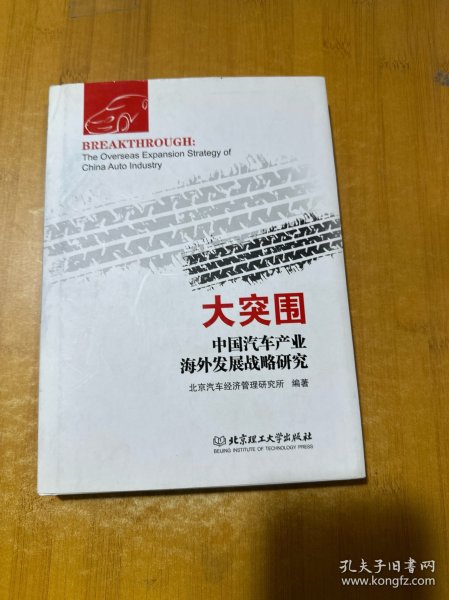 BREAKTHROUGH:
The Overseas Expansion Strategy of
China Auto Industry
大突围
中国汽车产业
海外发展战略研究
北京汽车经济管理研究所 编著
北京理工大学出版社
BEIJING INSTITUTE OF TECHNOLOGY PRESS
孔夫子旧书网
www.kongfz.com